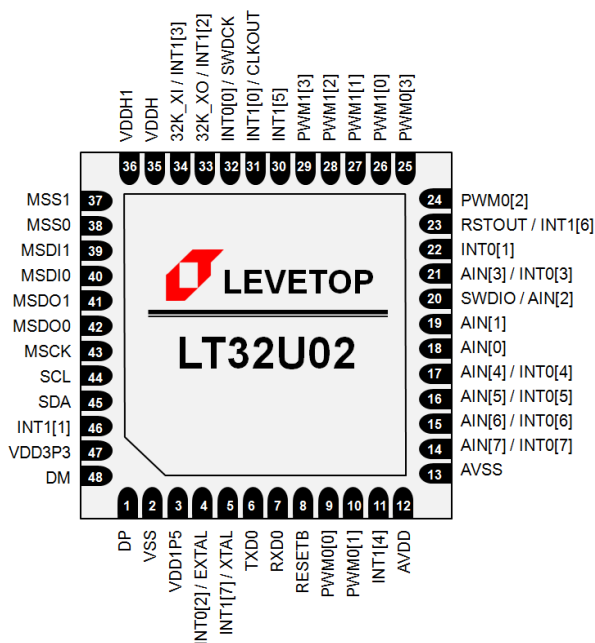 VDDH1
VDDH
32K_XI / INT1[3]
32K_XO / INT1[2]
INT0[0] / SWDCK
INT1[0] / CLKOUT
INT1[5]
PWM1[3]
PWM1[2]
PWM1[1]
PWM1[0]
PWM0[3]
36 35 34 33 32 31 30 29 28 27 26 25
MSS1 37
MSS0 38
MSDI1 39
MSDI0 40
MSDO1 41
MSDO0 42
MSCK 43
SCL 44
SDA 45
INT1[1] 46
VDD3P3 47
DM 48
LEVETOP
LT32U02
24 PWM0[2]
23 RSTOUT / INT1[6]
22 INT0[1]
21 AIN[3] / INT0[3]
20 SWDIO / AIN[2]
19 AIN[1]
18 AIN[0]
17 AIN[4] / INT0[4]
16 AIN[5] / INT0[5]
15 AIN[6] / INT0[6]
14 AIN[7] / INT0[7]
13 AVSS
1 2 3 4 5 6 7 8 9 10 11 12
DP
VSS
VDD1P5
INT0[2] / EXTAL
INT1[7] / XTAL
TXD0
RXD0
RESETB
PWM0[0]
PWM0[1]
INT1[4]
AVDD